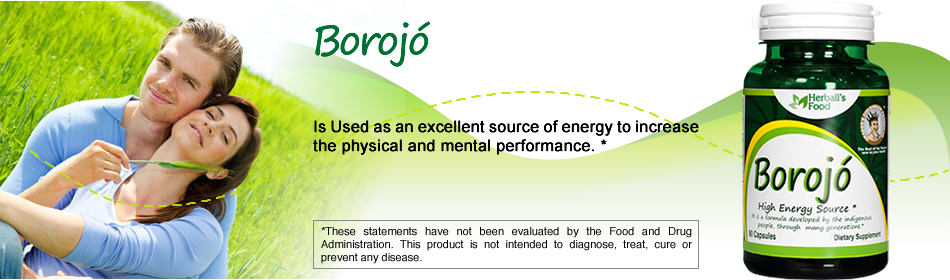 Borojó
Is Used as an excellent source of energy to increase
the physical and mental performance. *
*These statements have not been evaluated by the Food and Drug
Administration. This product is not intended to diagnose, treat, cure or
prevent any disease.
Herball's
Food
Borojó
High Energy Source *
It is a formula developed by the indigenous
people, through many generations.*
Capsules
Dietary Supplement